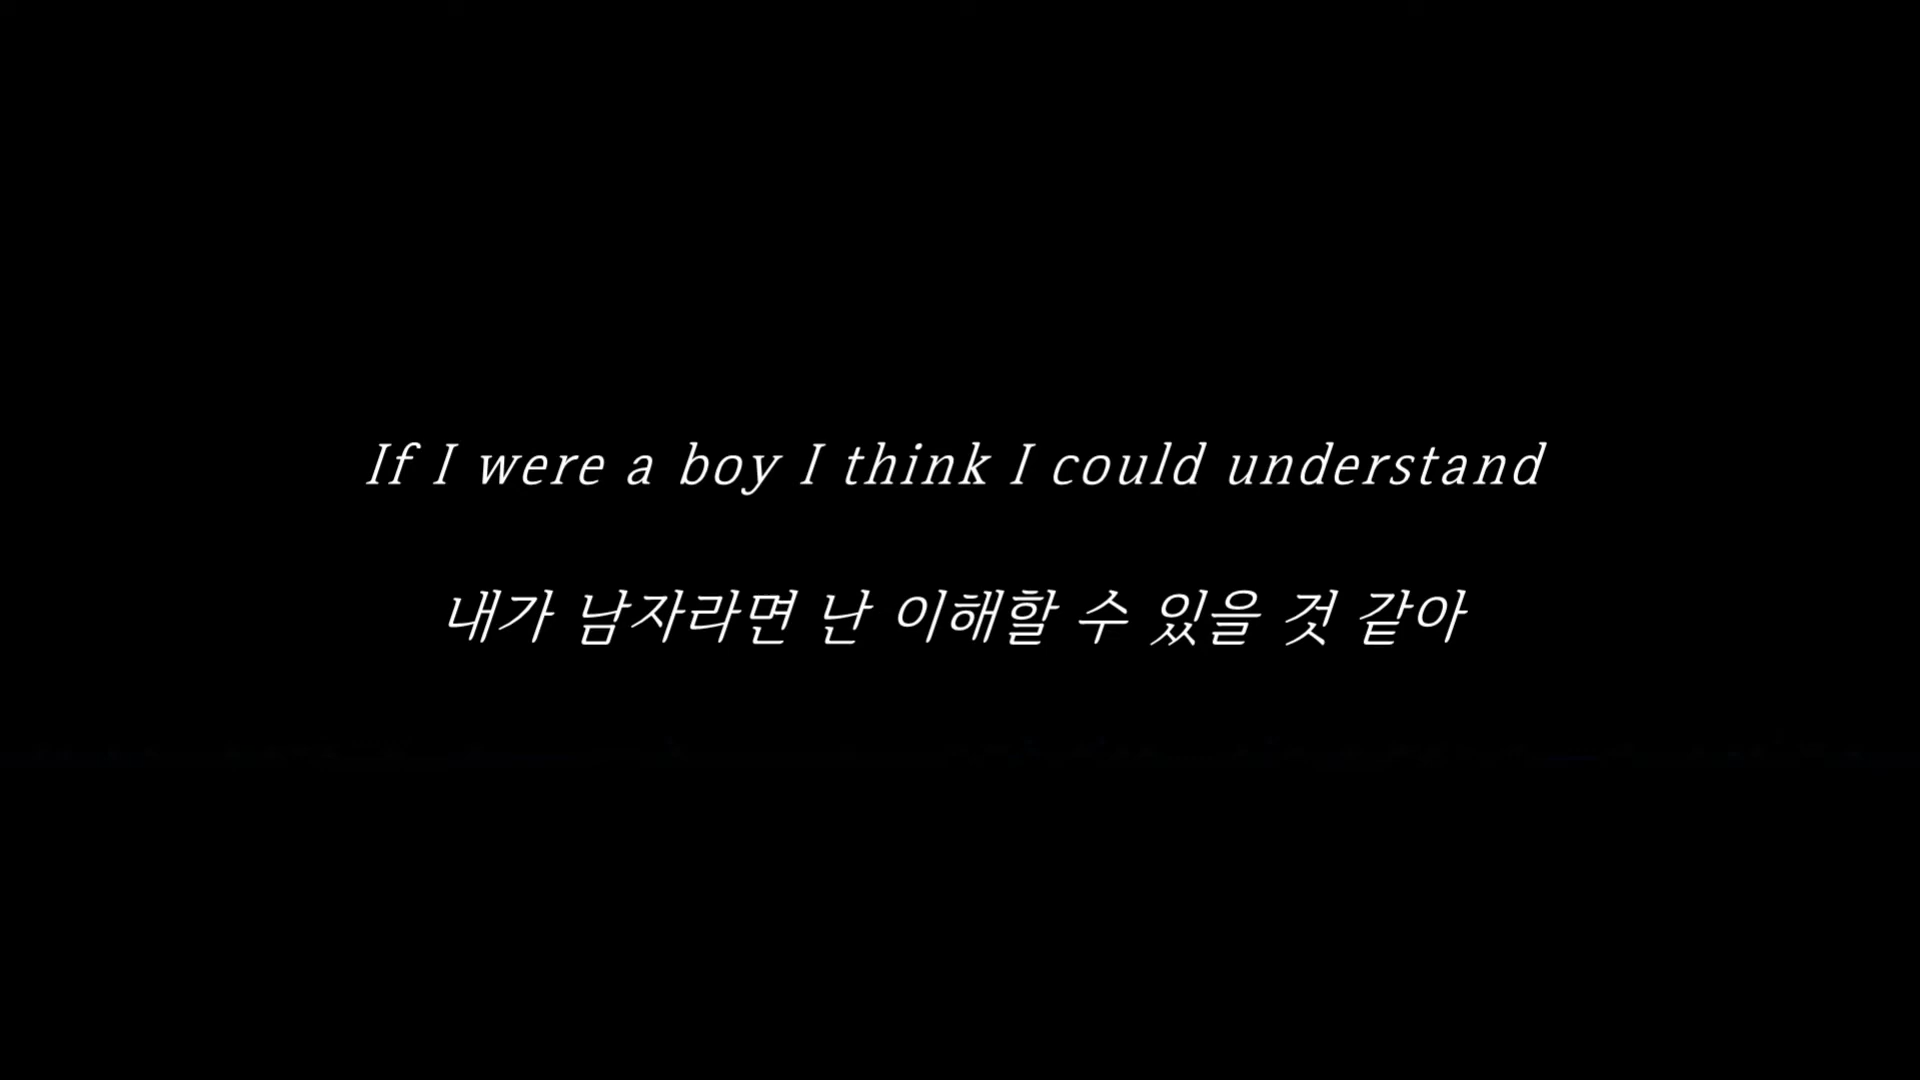 If I were a boy I think I could understand
내가 남자라면 난 이해할 수 있을 것 같아